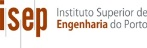 isep
Instituto Superior de
Engenharia do Porto